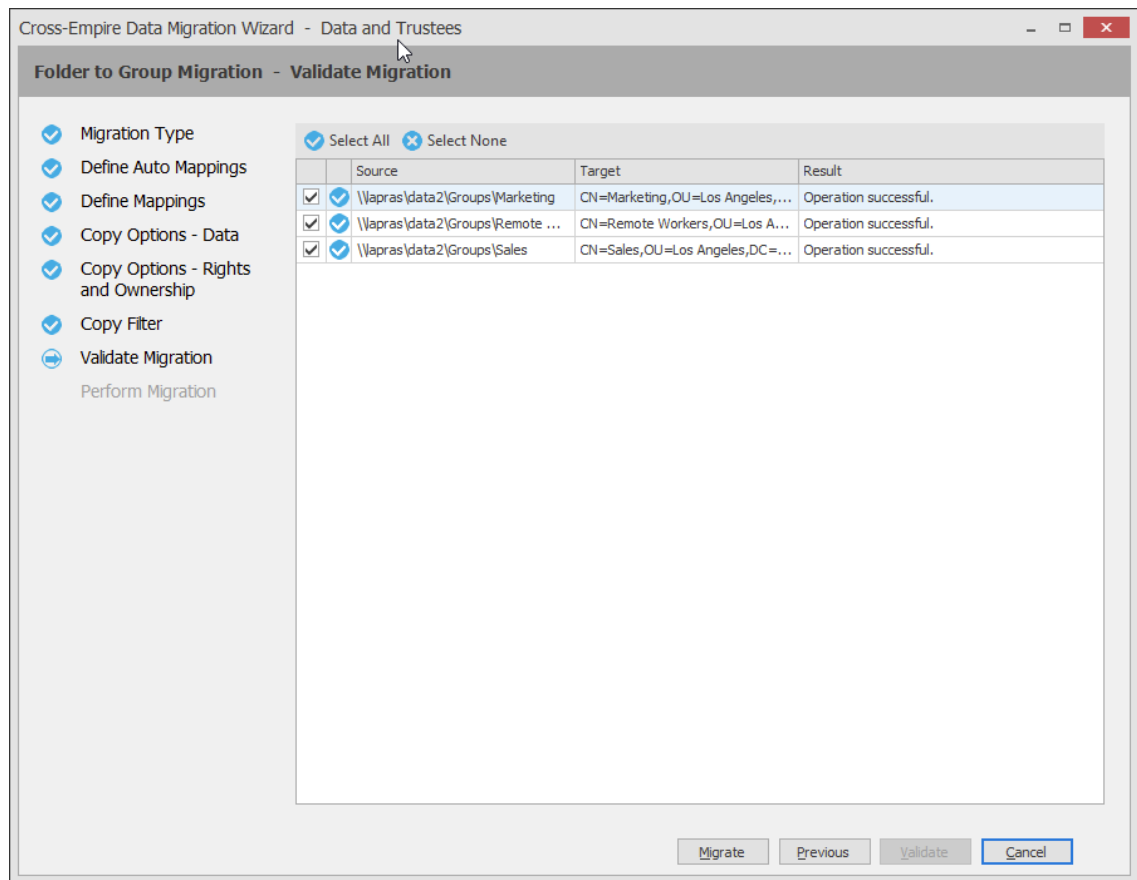 Cross-Empire Data Migration Wizard - Data and Trustees
Folder to Group Migration - Validate Migration
Migration Type
Define Auto Mappings
Define Mappings
Copy Options - Data
Copy Options - Rights
and Ownership
Copy Filter
Validate Migration
Perform Migration
Select All Select None
Source Target Result
\\lapras\data2\Groups\Marketing CN=Marketing,OU=Los Angeles,... Operation successful.
\\lapras\data2\Groups\Remote ... CN=Remote Workers,OU=Los A... Operation successful.
\\lapras\data2\Groups\Sales CN=Sales,OU=Los Angeles,DC=... Operation successful.
Migrate Previous Validate Cancel